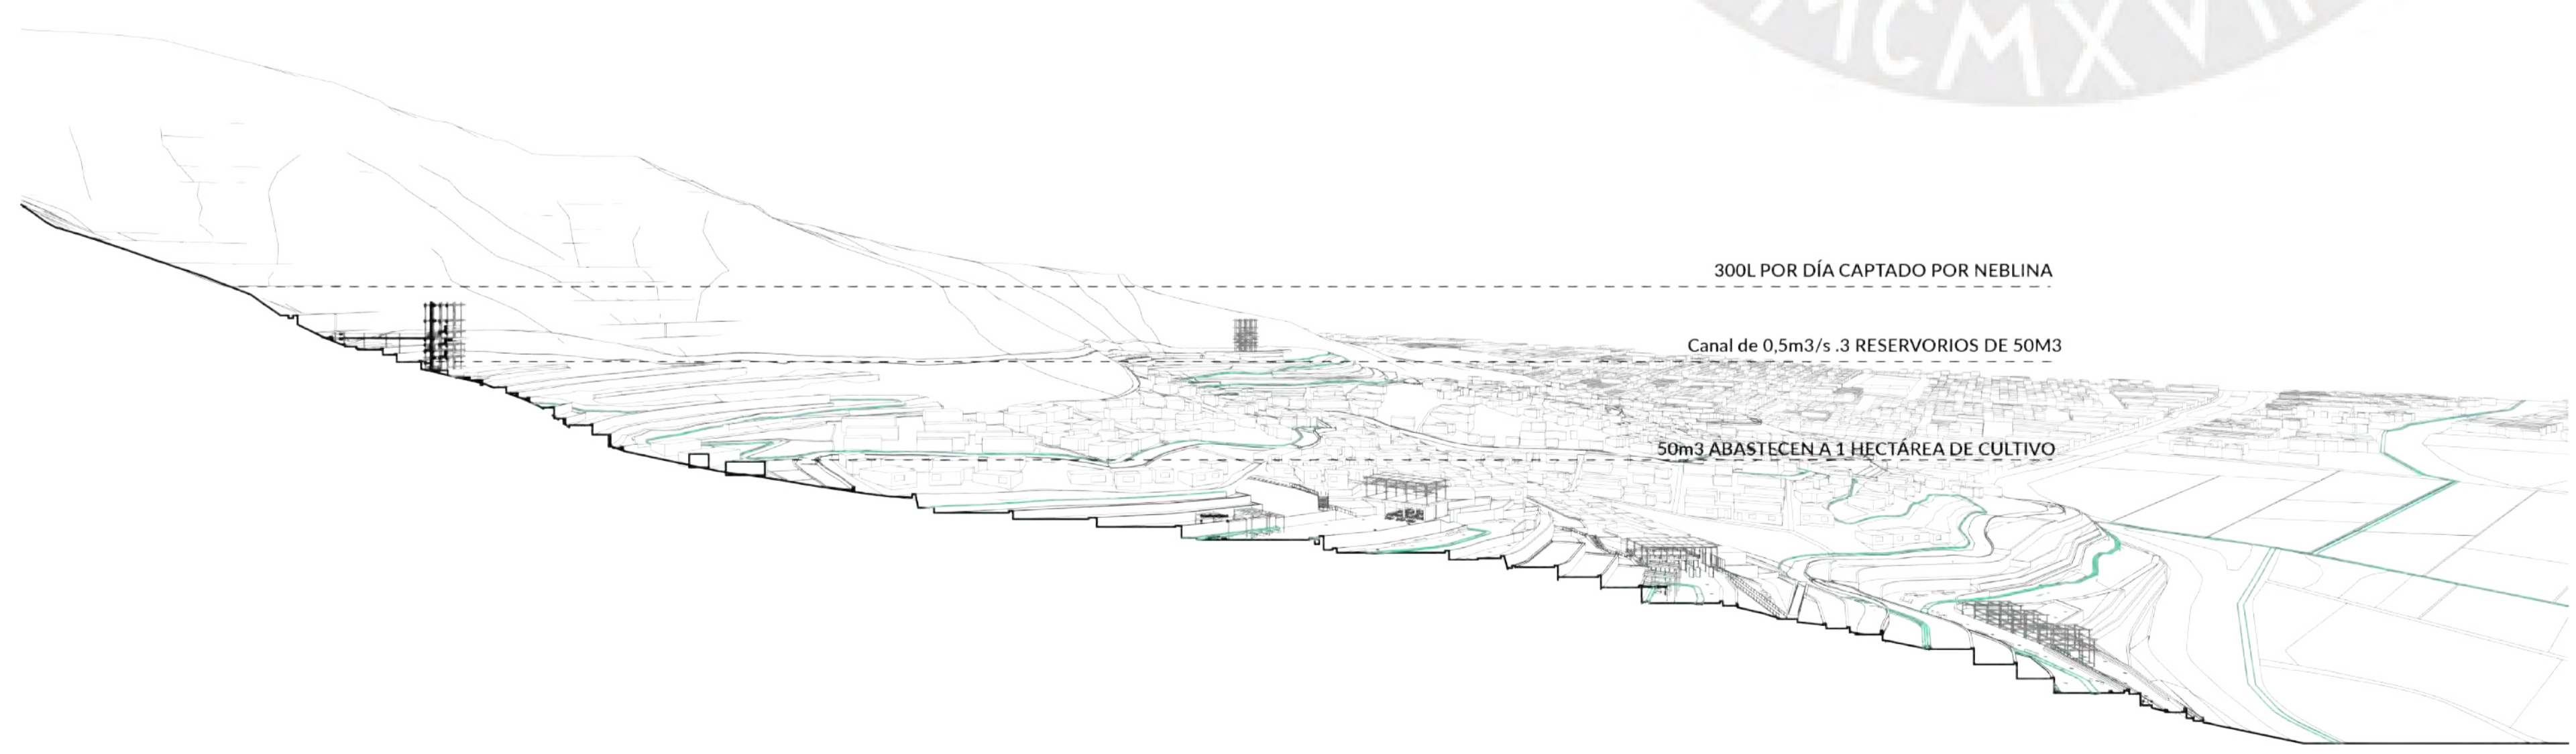 MCMXVII
300L POR DÍA CAPTADO POR NEBLINA
Canal de 0,5m3/s .3 RESERVORIOS DE 50M3
50m3 ABASTECEN A 1 HECTÁREA DE CULTIVO